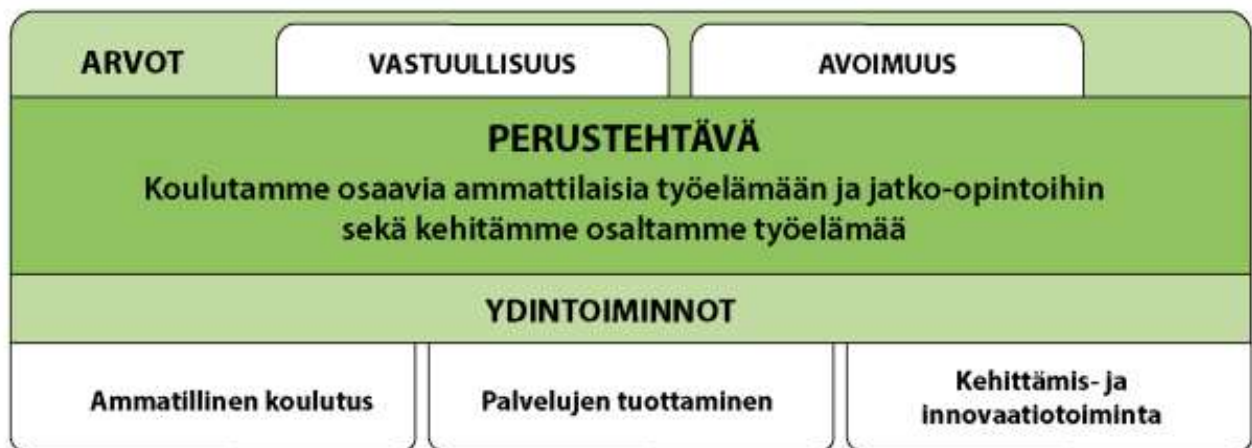 ARVOT VASTUULLISUUS AVOIMUUS
PERUSTEHTÄVÄ
Koulutamme osaavia ammattilaisia työelämään ja jatko-opintoihin
sekä kehitämme osaltamme työelämää
YDINTOIMINNOT
Ammatillinen koulutus
Palvelujen tuottaminen
Kehittämis- ja
innovaatiotoiminta